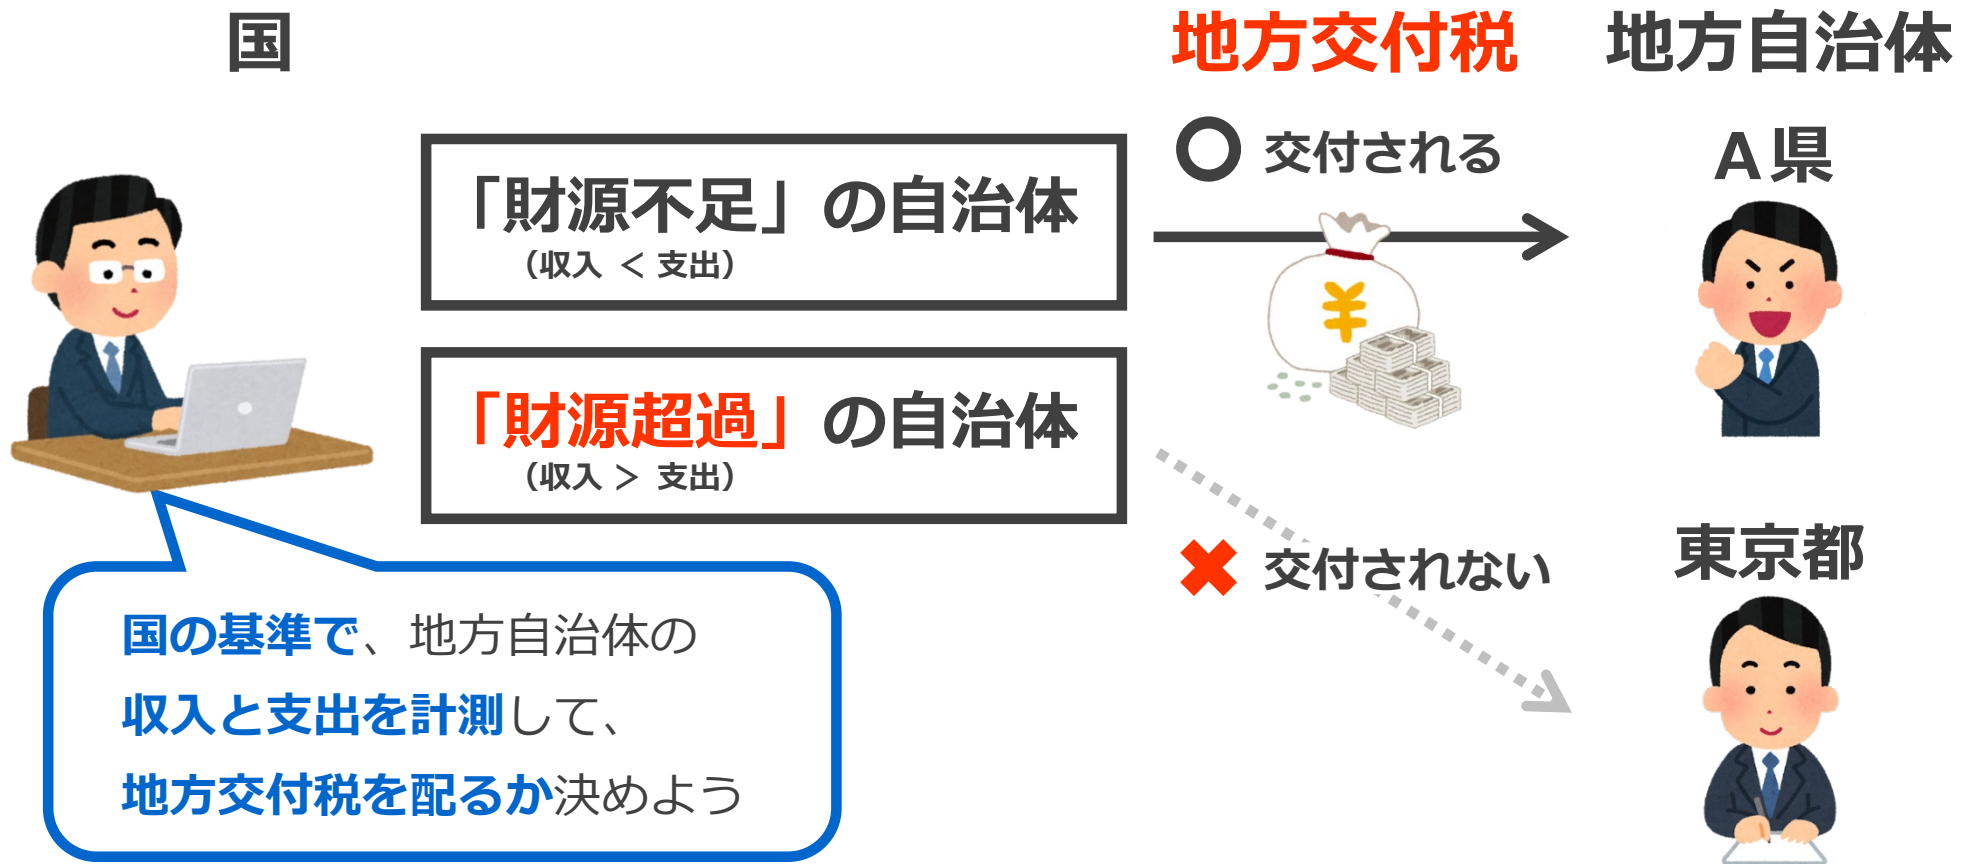 国
地方交付税
地方自治体
「財源不足」の自治体
（収入 ＜ 支出）
交付される
A県
¥
「財源超過」の自治体
（収入 ＞ 支出）
交付されない
東京都
国の基準で、地方自治体の
収入と支出を計測して、
地方交付税を配るか決めよう